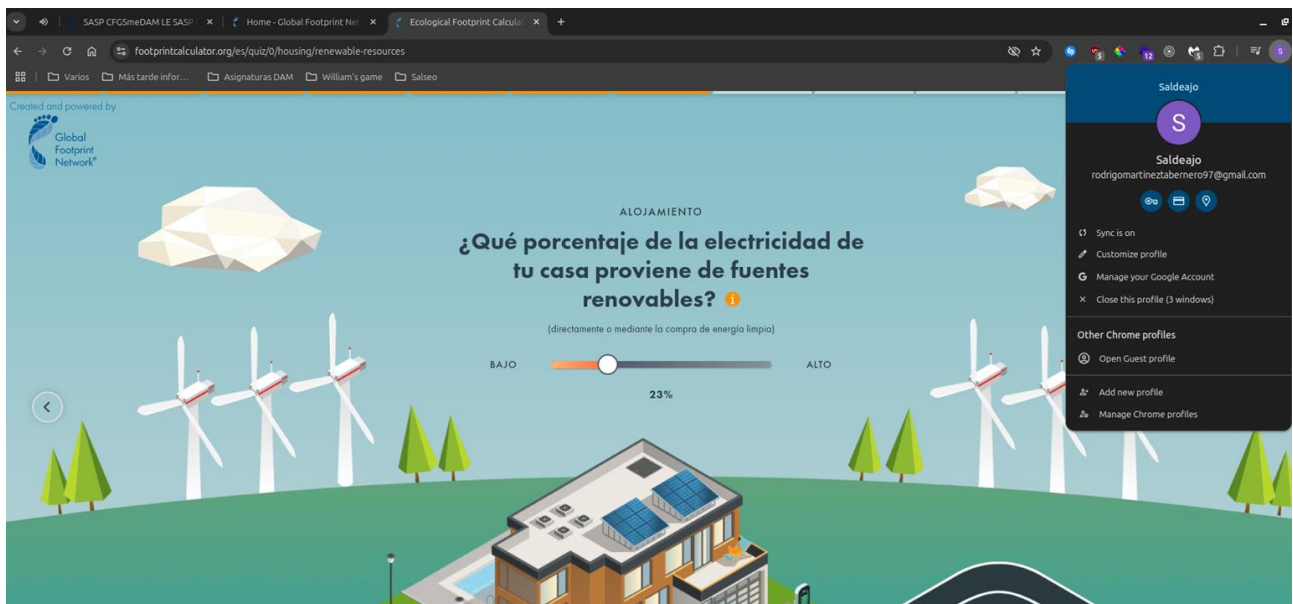 SASP CFGSmeDAM LE SASP
Home - Global Footprint Net
Ecological Footprint Calculat
footprintcalculator.org/es/quiz/0/housing/renewable-resources
Varios
Más tarde infor...
Asignaturas DAM
William's game
Salseo
Created and powered by
Global
Footprint
Network®
ALOJAMIENTO
¿Qué porcentaje de la electricidad de
tu casa proviene de fuentes
renovables?
(directamente o mediante la compra de energía limpia)
BAJO
ALTO
23%
12
S
Saldeajo
S
Saldeajo
rodrigomartineztabernero97@gmail.com
Sync is on
Customize profile
G Manage your Google Account
Close this profile (3 windows)
Other Chrome profiles
Open Guest profile
Add new profile
Manage Chrome profiles